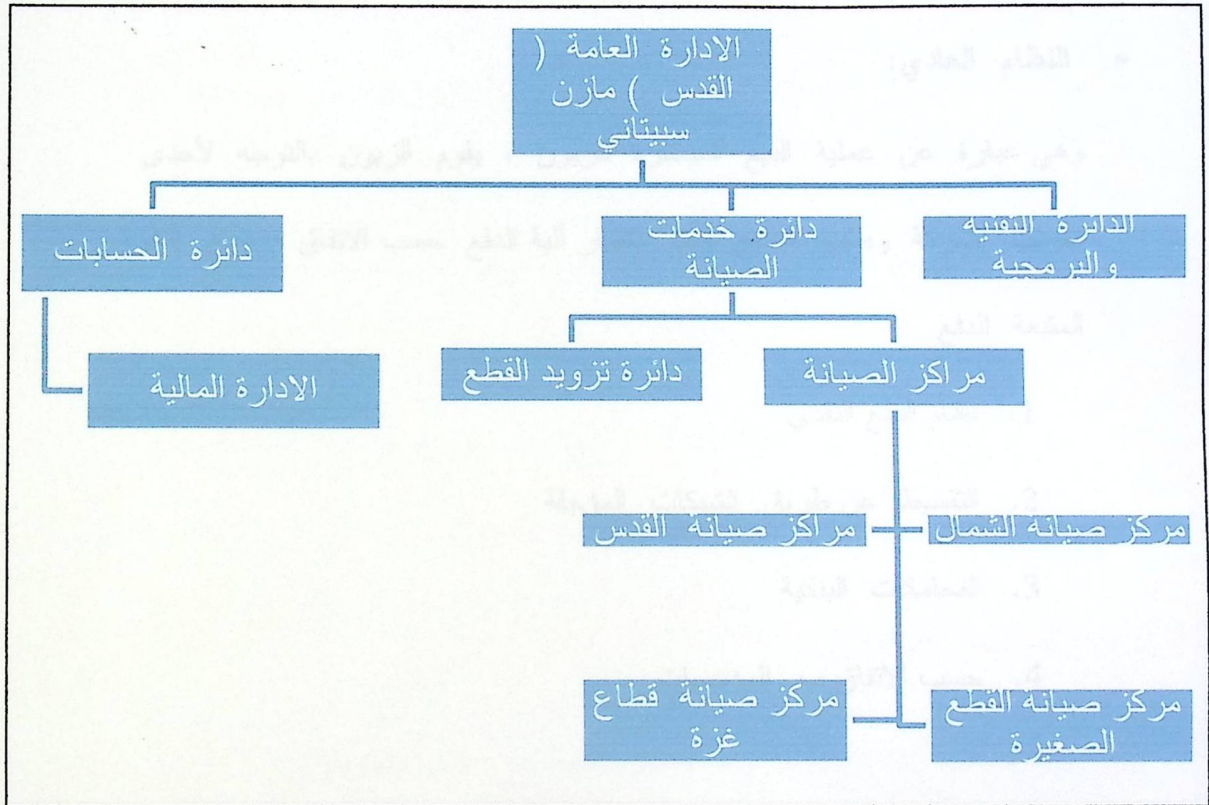 الادارة العامة (
القدس ) مازن
سبيتاني
الدائرة التقنيه
والبرمجية
دائرة خدمات
الصيانة
دائرة الحسابات
مراكز الصيانة
دائرة تزويد القطع
الادارة المالية
مركز صيانة الشمال
مراكز صيانة القدس
مركز صيانة القطع
الصغيرة
مركز صيانة قطاع
غزة